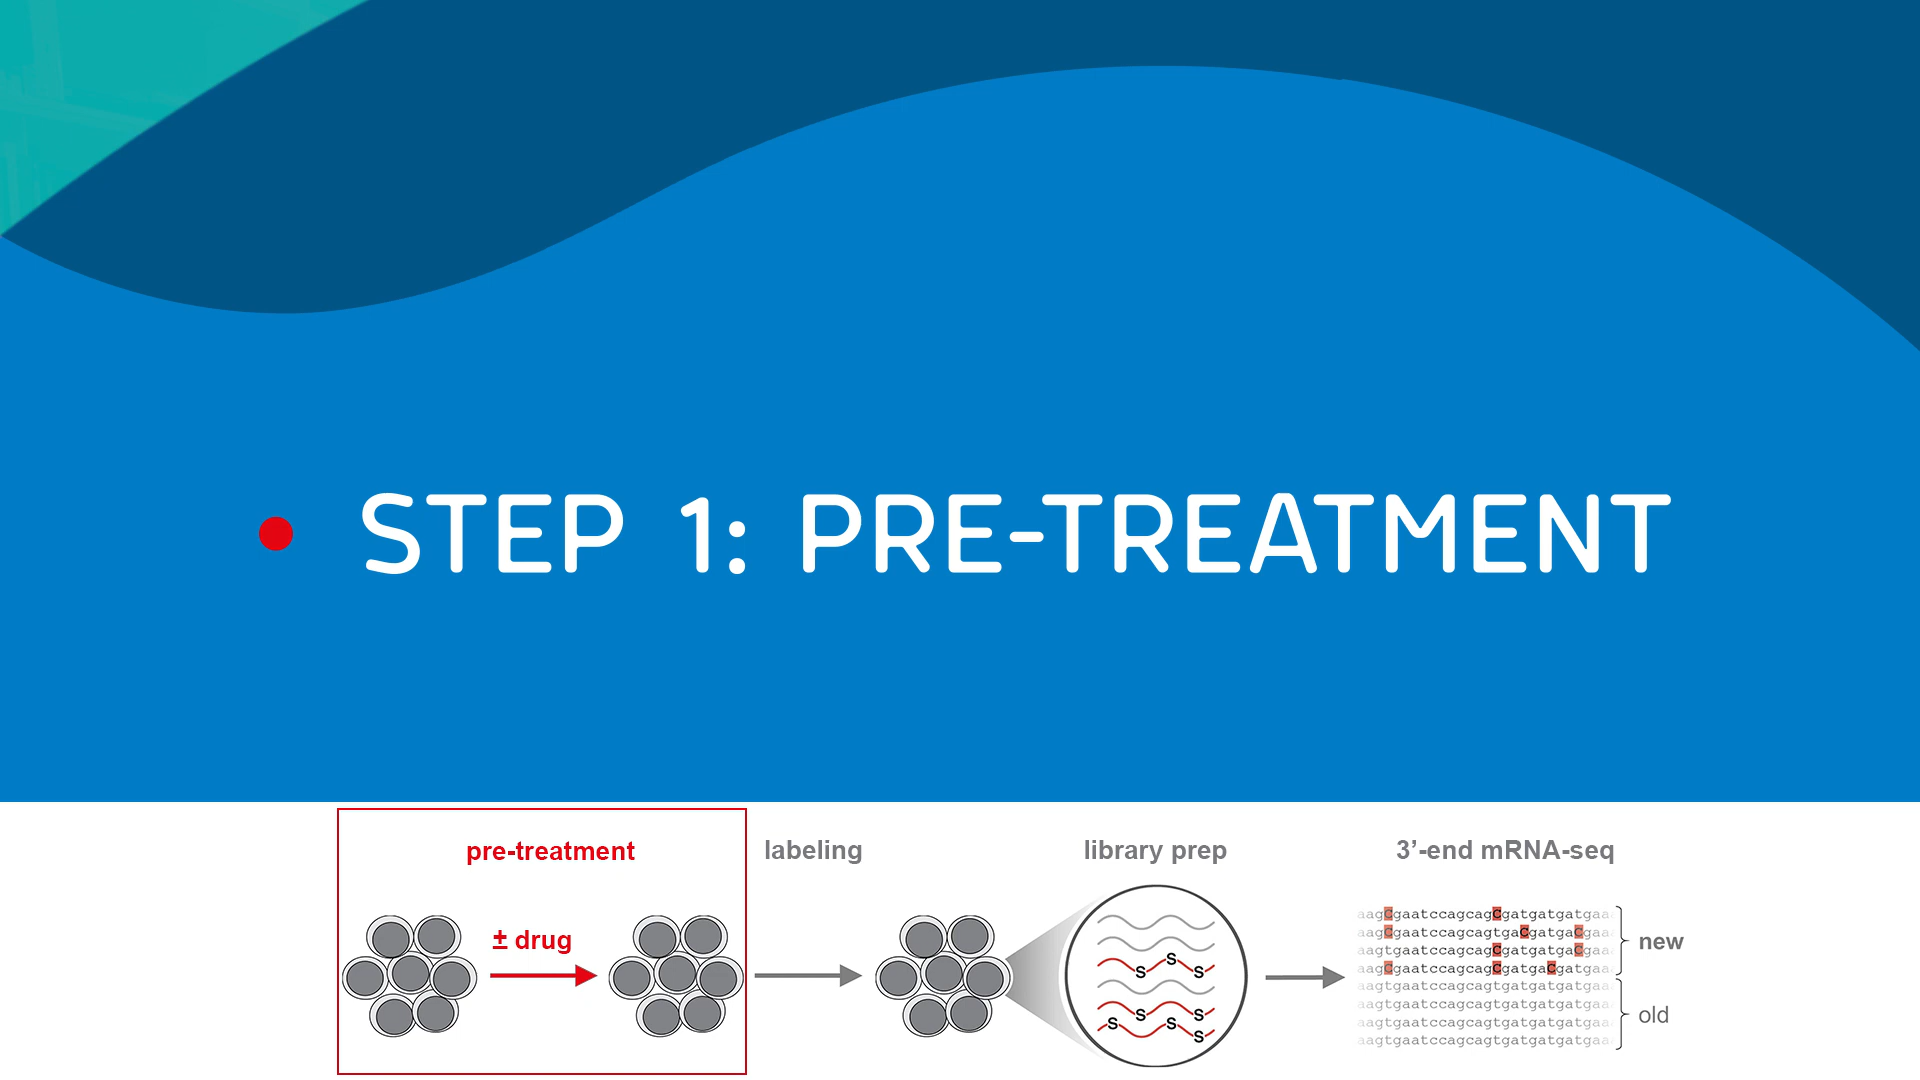 STEP 1: PRE-TREATMENT
pre-treatment
labeling
library prep
3’-end mRNA-seq
± drug
S
S
S
S
S
S
S
aagCgaatccagcagCgatgatgatgaa
aagCgaatccagcagtgaCgatgaCgaa
aagtgaatccagcagCgatgatgaCgaa
aagCgaatccagcagCgatgaCgatgaa
aagtgaatccagcagtgatgatgatgaa
aagtgaatccagcagtgatgatgatgaa
aagtgaatccagcagtgatgatgatgaa
aagtgaatccagcagtgatgatgatgaa
new
old